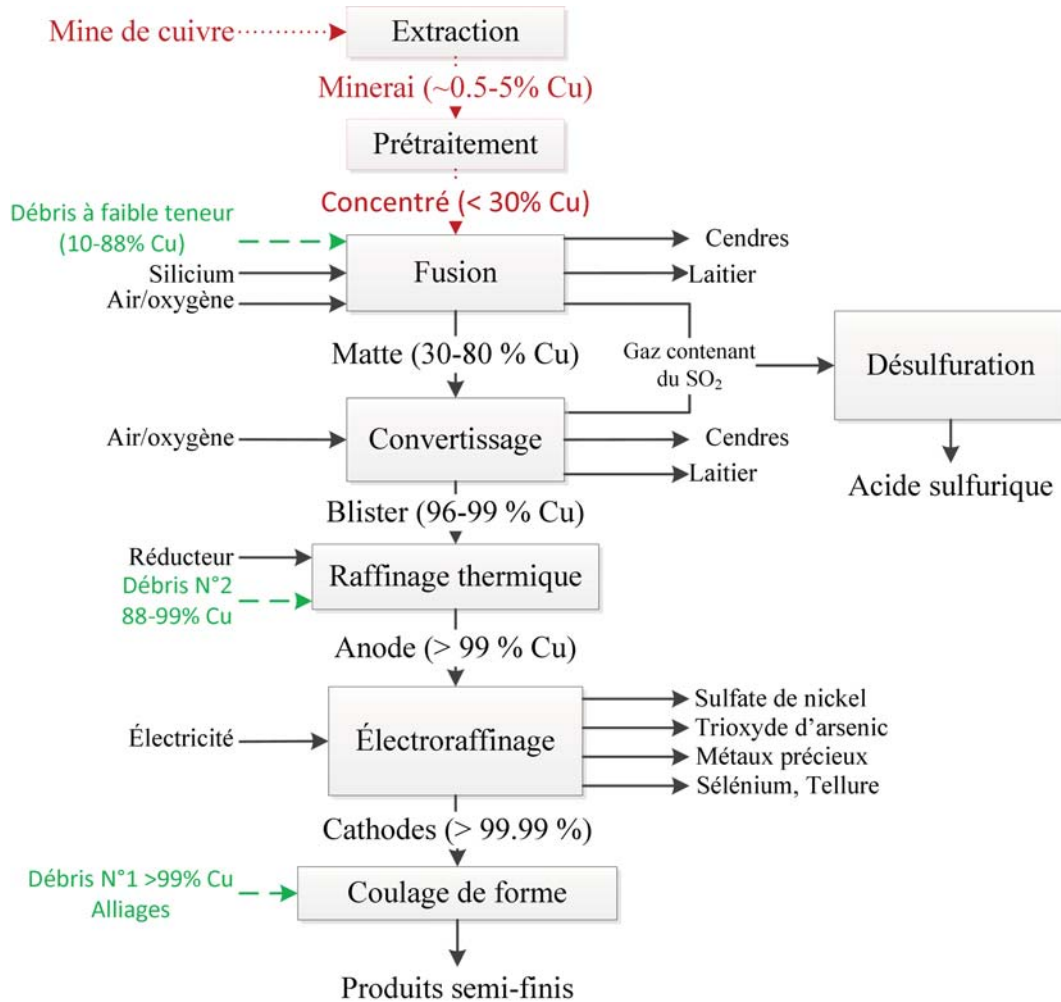 Mine de cuivre
Extraction
Minerai (~0.5-5% Cu)
Prétraitement
Concentré (< 30% Cu)
Débris à faible teneur
(10-88% Cu)
Silicium
Air/oxygène
Fusion
Cendres
Laitier
Matte (30-80 % Cu)
Gaz contenant
du SO₂
Désulfuration
Air/oxygène
Convertissage
Cendres
Laitier
Acide sulfurique
Blister (96-99 % Cu)
Réducteur
Débris N°2
88-99% Cu
Raffinage thermique
Anode (> 99 % Cu)
Électricité
Électroraffinage
Sulfate de nickel
Trioxyde d’arsenic
Métaux précieux
Sélénium, Tellure
Cathodes (> 99.99 %)
Débris N°1 >99% Cu
Alliages
Coulage de forme
Produits semi-finis